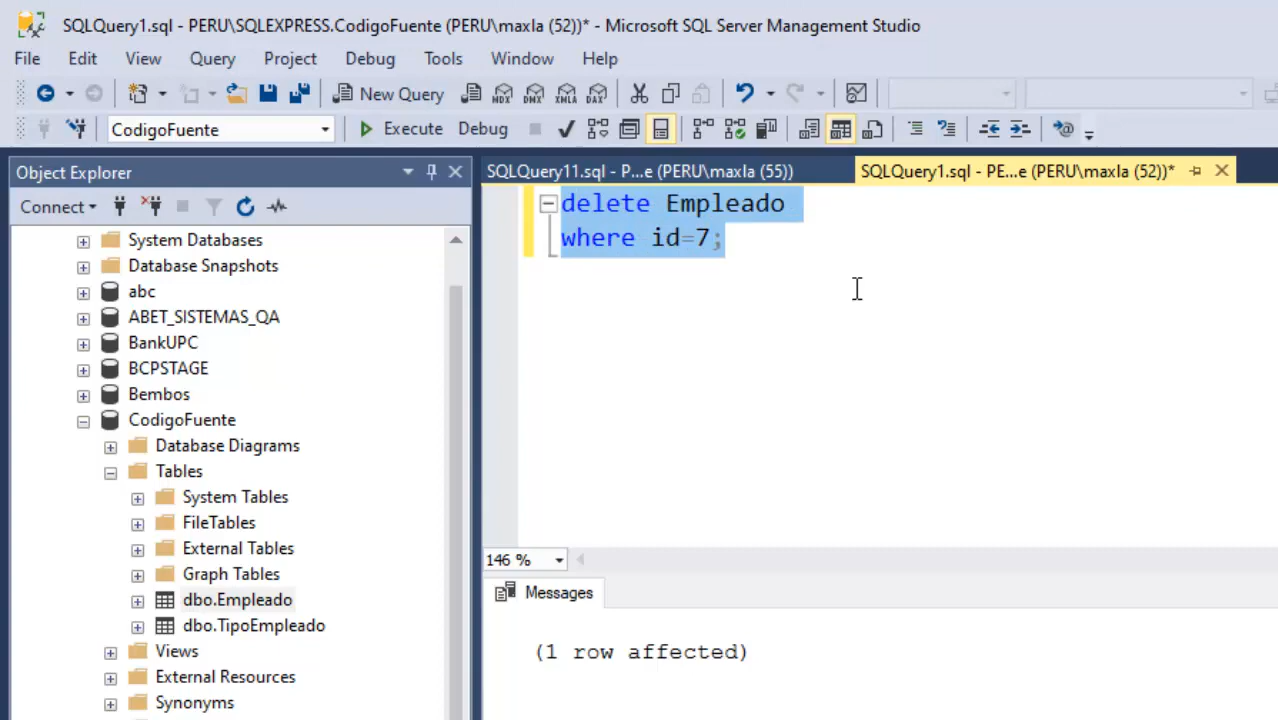 SQLQuery1.sql - PERU\SQLEXPRESS.CodigoFuente (PERU\maxla (52))* - Microsoft SQL Server Management Studio
File Edit View Query Project Debug Tools Window Help
New Query MDX DMX XMLA DAX
CodigoFuente Execute Debug
Object Explorer
Connect
System Databases
Database Snapshots
abc
ABET_SISTEMAS_QA
BankUPC
BCPSTAGE
Bembos
CodigoFuente
Database Diagrams
Tables
System Tables
FileTables
External Tables
Graph Tables
dbo.Empleado
dbo.TipoEmpleado
Views
External Resources
Synonyms
SQLQuery11.sql - P...e (PERU\maxla (55))
SQLQuery1.sql - PE...e (PERU\maxla (52))*
delete Empleado
where id=7;
146 %
Messages
(1 row affected)